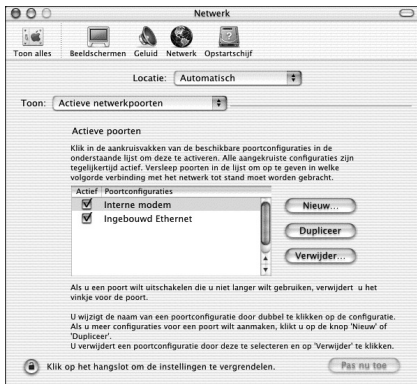 Netwerk
Toon alles Beeldschermen Geluid Netwerk Opstartschijf
Locatie: Automatisch
Toon: Actieve netwerkpoorten
Actieve poorten
Klik in de aankruisvakken van de beschikbare poortconfiguraties in de
onderstaande lijst om deze te activeren. Alle aangekruiste configuraties zijn
tegelijkertijd actief. Versleep poorten in de lijst om op te geven in welke
volgorde verbinding met het netwerk tot stand moet worden gebracht.
Actief Poortconfiguraties
Interne modem
Ingebouwd Ethernet
Nieuw...
Dupliceer
Verwijder...
Als u een poort wilt uitschakelen die u niet langer wilt gebruiken, verwijdert u het
vinkje voor de poort.
U wijzigt de naam van een poortconfiguratie door dubbel te klikken op de configuratie.
Als u meer configuraties voor een poort wilt aanmaken, klikt u op de knop 'Nieuw' of
'Dupliceer'.
U verwijdert een poortconfiguratie door deze te selecteren en op 'Verwijder' te klikken.
Klik op het hangslot om de instellingen te vergrendelen.
Pas nu toe